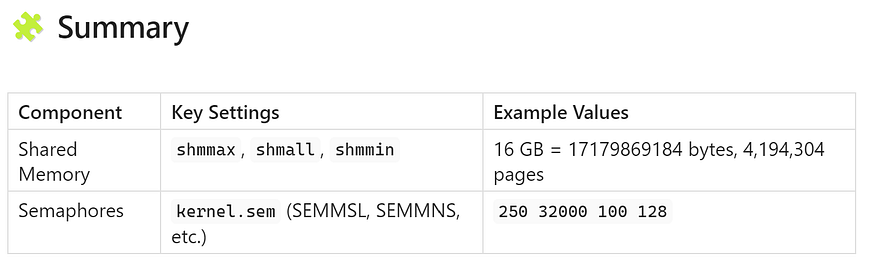 Summary
Component Key Settings Example Values
Shared Memory shmmax, shmall, shmmin 16 GB = 17179869184 bytes, 4,194,304 pages
Semaphores kernel.sem (SEMMSL, SEMMNS, etc.) 250 32000 100 128